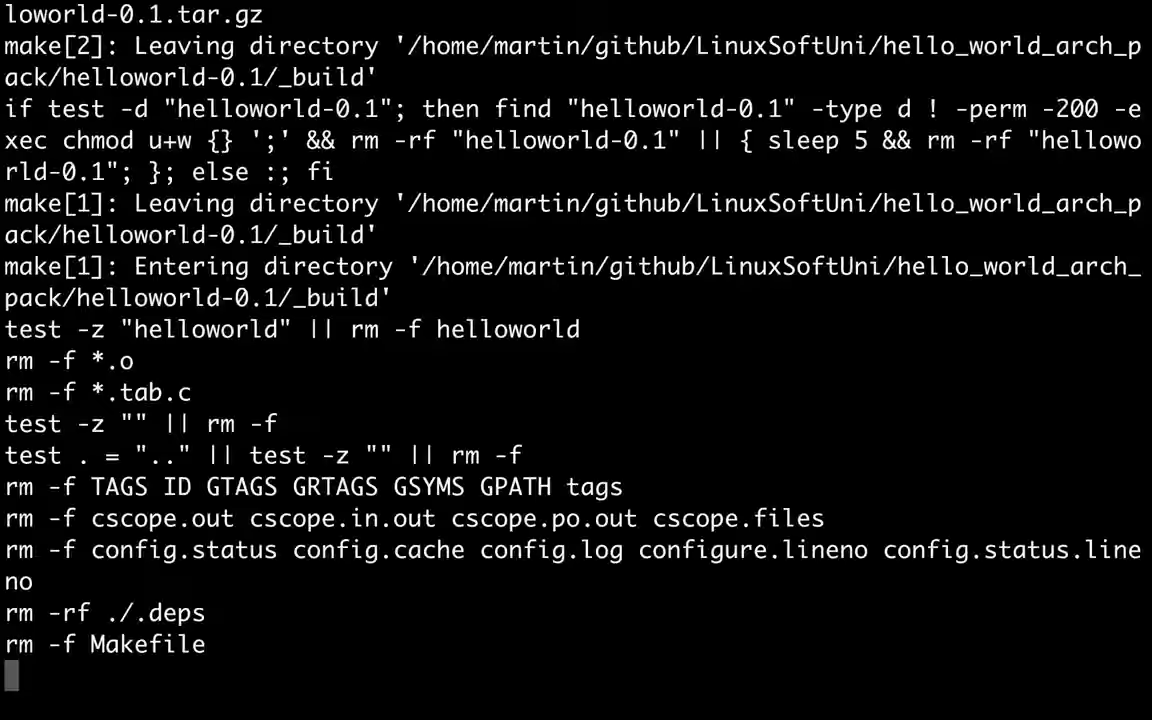 loworld-0.1.tar.gz
make[2]: Leaving directory '/home/martin/github/LinuxSoftUni/hello_world_arch_p
ack/helloworld-0.1/_build'
if test -d "helloworld-0.1"; then find "helloworld-0.1" -type d ! -perm -200 -e
xec chmod u+w {} ';' && rm -rf "helloworld-0.1" || { sleep 5 && rm -rf "hellowo
rld-0.1"; }; else :; fi
make[1]: Leaving directory '/home/martin/github/LinuxSoftUni/hello_world_arch_p
ack/helloworld-0.1/_build'
make[1]: Entering directory '/home/martin/github/LinuxSoftUni/hello_world_arch_
pack/helloworld-0.1/_build'
test -z "helloworld" || rm -f helloworld
rm -f *.o
rm -f *.tab.c
test -z "" || rm -f
test . = ".." || test -z "" || rm -f
rm -f TAGS ID GTAGS GRTAGS GSYMS GPATH tags
rm -f cscope.out cscope.in.out cscope.po.out cscope.files
rm -f config.status config.cache config.log configure.lineno config.status.line
no
rm -rf ./.deps
rm -f Makefile